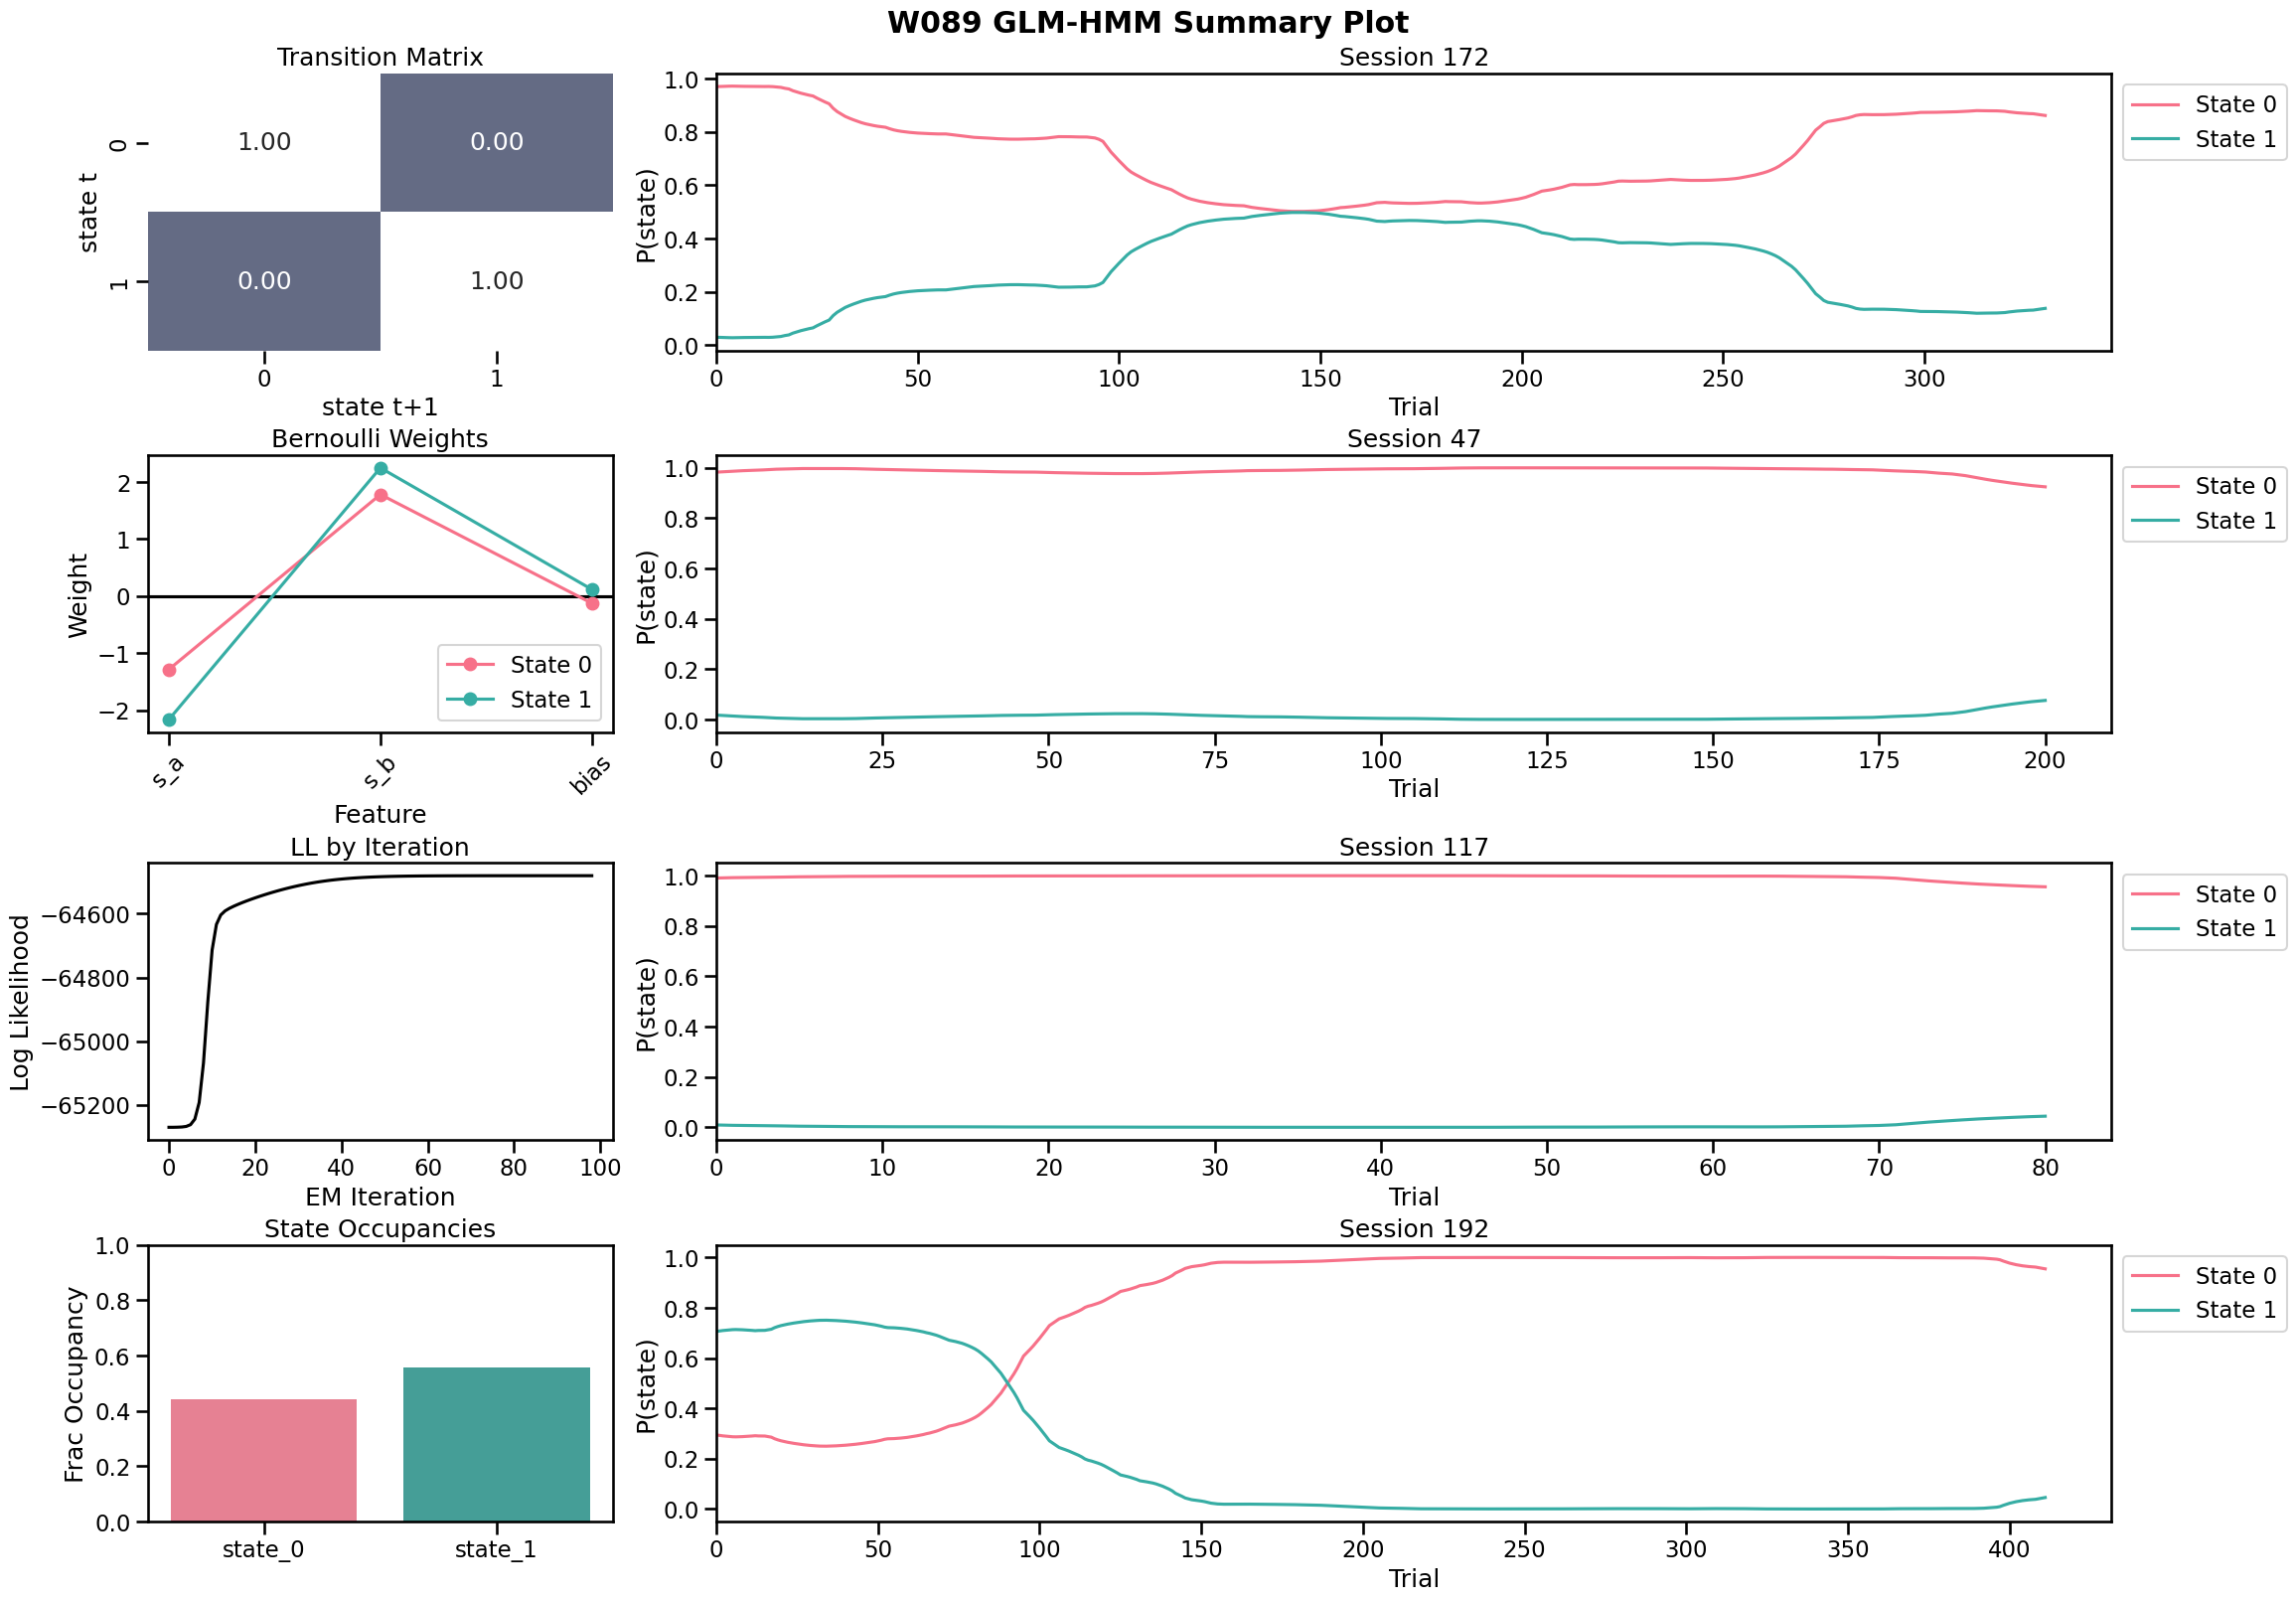 W089 GLM-HMM Summary Plot
Transition Matrix
state t
0
1
1.00
0.00
0.00
1.00
0
1
state t+1
Session 172
P(state)
1.0
0.8
0.6
0.4
0.2
0.0
0
50
100
150
200
250
300
Trial
State 0
State 1
Bernoulli Weights
Weight
2
1
0
−1
−2
State 0
State 1
s_a
s_b
bias
Feature
Session 47
P(state)
1.0
0.8
0.6
0.4
0.2
0.0
0
25
50
75
100
125
150
175
200
Trial
State 0
State 1
LL by Iteration
Log Likelihood
−64600
−64800
−65000
−65200
0
20
40
60
80
100
EM Iteration
Session 117
P(state)
1.0
0.8
0.6
0.4
0.2
0.0
0
10
20
30
40
50
60
70
80
Trial
State 0
State 1
State Occupancies
Frac Occupancy
1.0
0.8
0.6
0.4
0.2
0.0
state_0
state_1
Session 192
P(state)
1.0
0.8
0.6
0.4
0.2
0.0
0
50
100
150
200
250
300
350
400
Trial
State 0
State 1